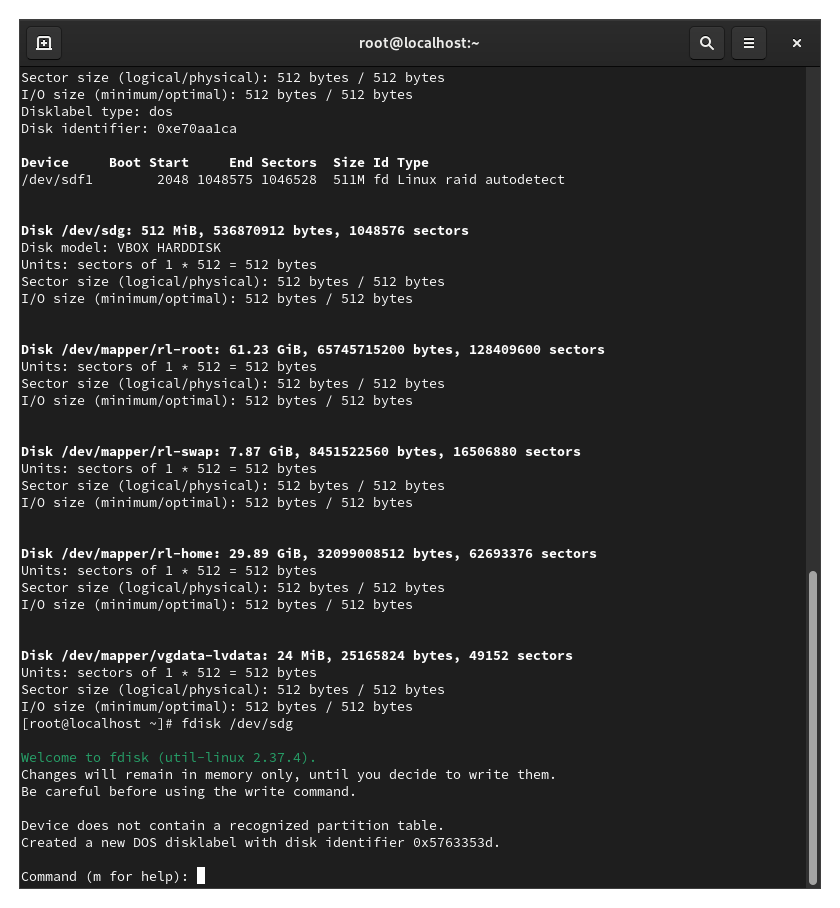 root@localhost:~
Sector size (logical/physical): 512 bytes / 512 bytes
I/O size (minimum/optimal): 512 bytes / 512 bytes
Disklabel type: dos
Disk identifier: 0xe70aa1ca
Device     Boot Start     End Sectors  Size Id Type
/dev/sdf1        2048 1048575 1046528  511M fd Linux raid autodetect
Disk /dev/sdg: 512 MiB, 536870912 bytes, 1048576 sectors
Disk model: VBOX HARDDISK
Units: sectors of 1 * 512 = 512 bytes
Sector size (logical/physical): 512 bytes / 512 bytes
I/O size (minimum/optimal): 512 bytes / 512 bytes
Disk /dev/mapper/rl-root: 61.23 GiB, 65745715200 bytes, 128409600 sectors
Units: sectors of 1 * 512 = 512 bytes
Sector size (logical/physical): 512 bytes / 512 bytes
I/O size (minimum/optimal): 512 bytes / 512 bytes
Disk /dev/mapper/rl-swap: 7.87 GiB, 8451522560 bytes, 16506880 sectors
Units: sectors of 1 * 512 = 512 bytes
Sector size (logical/physical): 512 bytes / 512 bytes
I/O size (minimum/optimal): 512 bytes / 512 bytes
Disk /dev/mapper/rl-home: 29.89 GiB, 32099008512 bytes, 62693376 sectors
Units: sectors of 1 * 512 = 512 bytes
Sector size (logical/physical): 512 bytes / 512 bytes
I/O size (minimum/optimal): 512 bytes / 512 bytes
Disk /dev/mapper/vgdata-lvdata: 24 MiB, 25165824 bytes, 49152 sectors
Units: sectors of 1 * 512 = 512 bytes
Sector size (logical/physical): 512 bytes / 512 bytes
I/O size (minimum/optimal): 512 bytes / 512 bytes
[root@localhost ~]# fdisk /dev/sdg
Welcome to fdisk (util-linux 2.37.4).
Changes will remain in memory only, until you decide to write them.
Be careful before using the write command.
Device does not contain a recognized partition table.
Created a new DOS disklabel with disk identifier 0x5763353d.
Command (m for help):